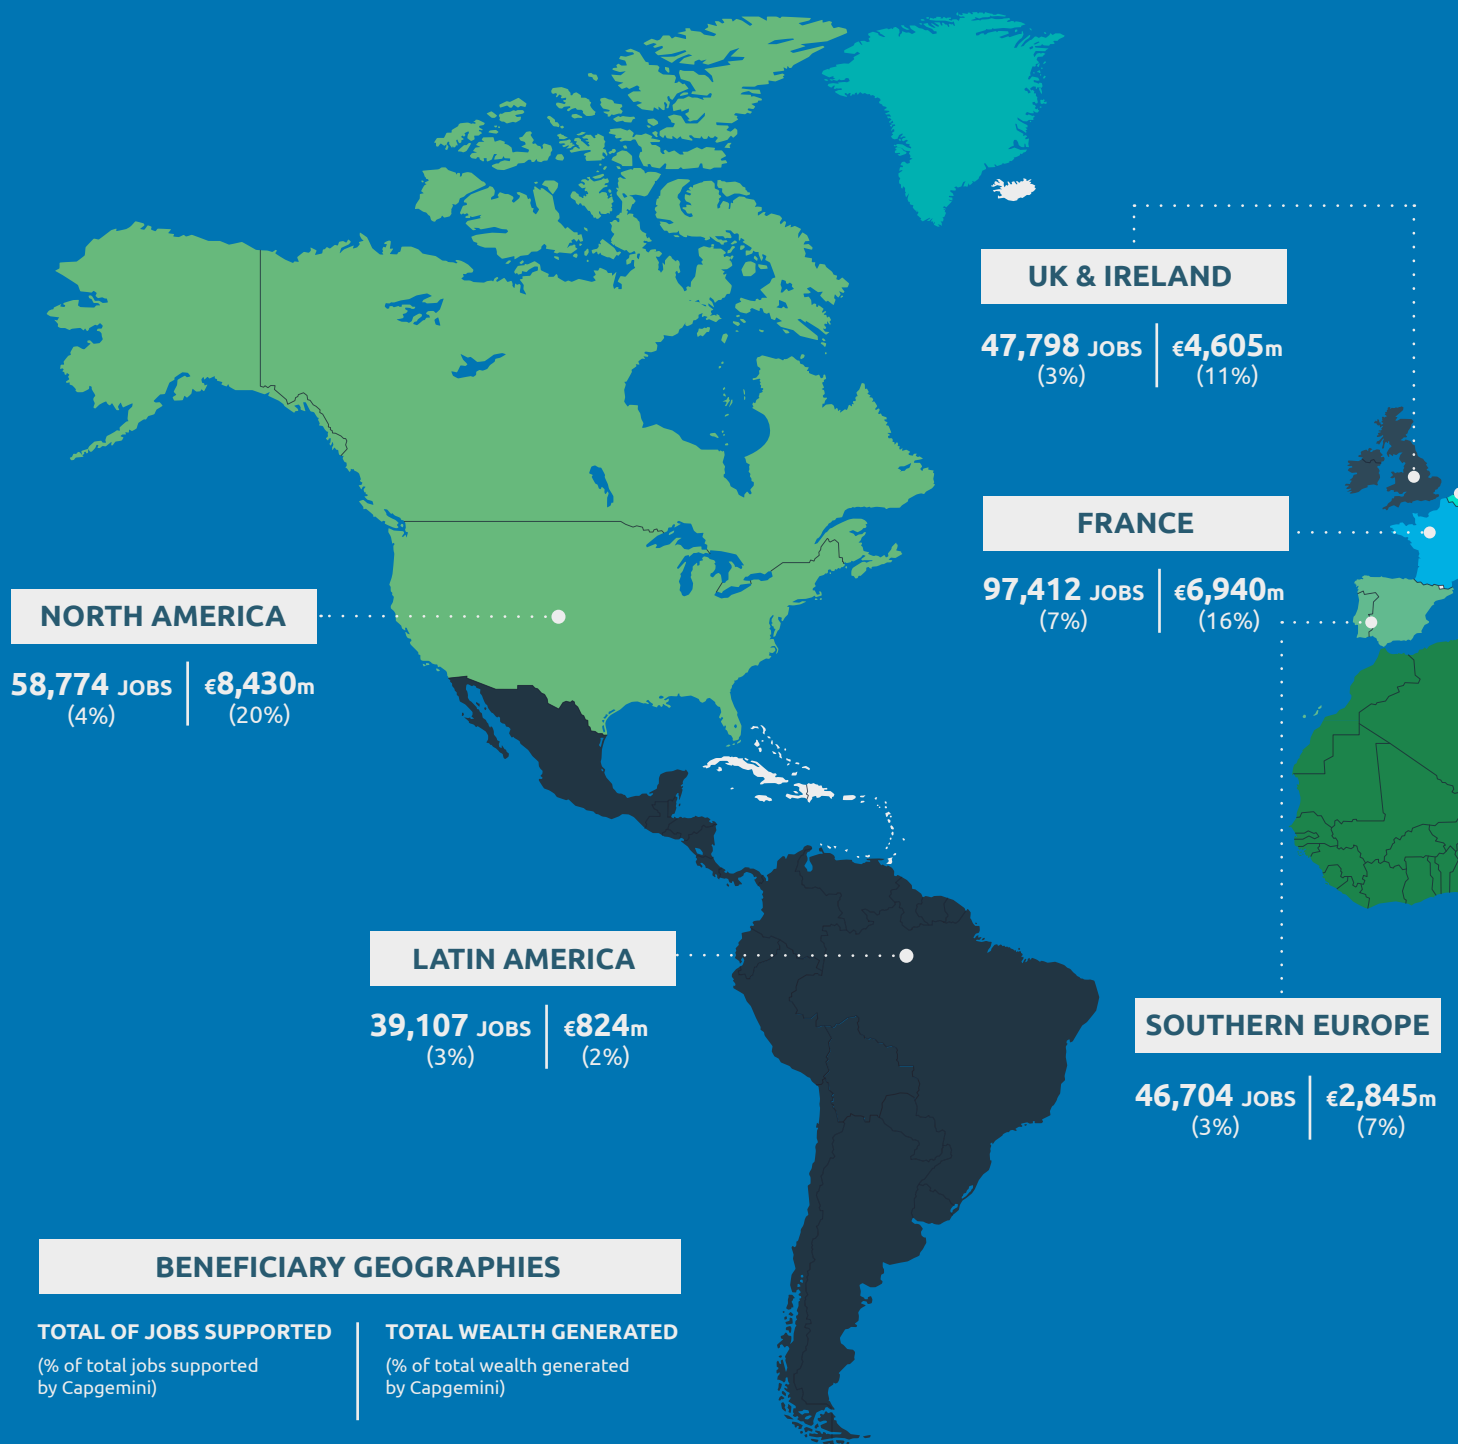 UK & IRELAND
47,798 JOBS
(3%)
€4,605m
(11%)
FRANCE
97,412 JOBS
(7%)
€6,940m
(16%)
NORTH AMERICA
58,774 JOBS
(4%)
€8,430m
(20%)
LATIN AMERICA
39,107 JOBS
(3%)
€824m
(2%)
SOUTHERN EUROPE
46,704 JOBS
(3%)
€2,845m
(7%)
BENEFICIARY GEOGRAPHIES
TOTAL OF JOBS SUPPORTED
(% of total jobs supported
by Capgemini)
TOTAL WEALTH GENERATED
(% of total wealth generated
by Capgemini)